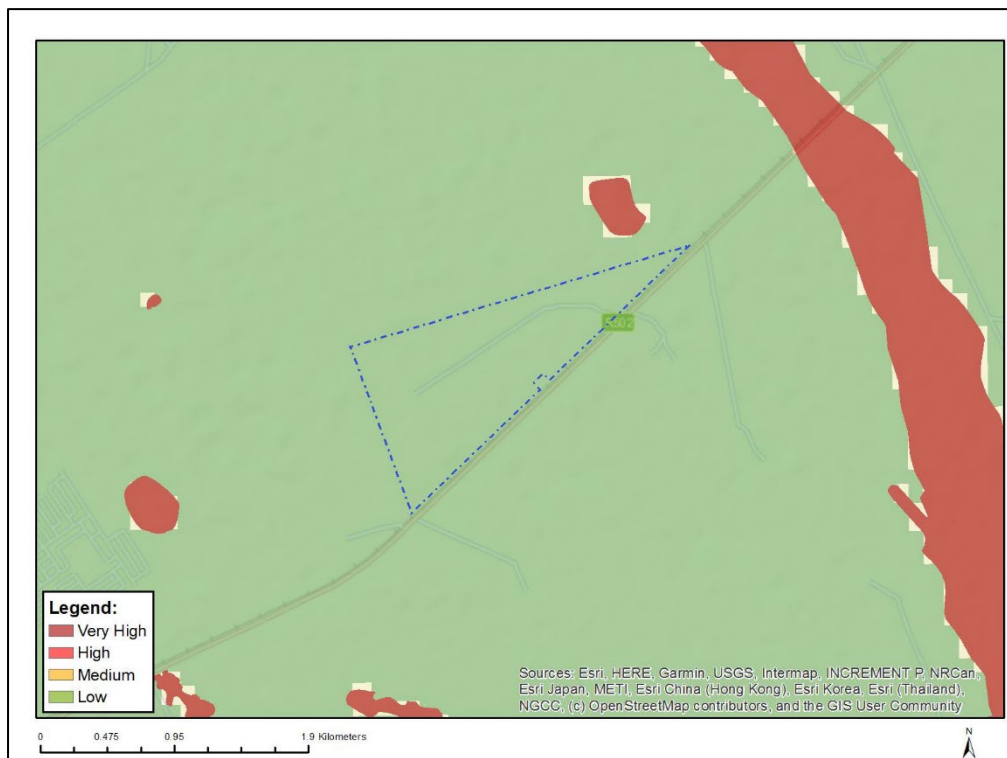 Legend:
Very High
High
Medium
Low
Sources: Esri, HERE, Garmin, USGS, Intermap, INCREMENT P, NRCan,
Esri Japan, METI, Esri China (Hong Kong), Esri Korea, Esri (Thailand),
NGCC, (c) OpenStreetMap contributors, and the GIS User Community
0 0.475 0.95 1.9 Kilometers
N